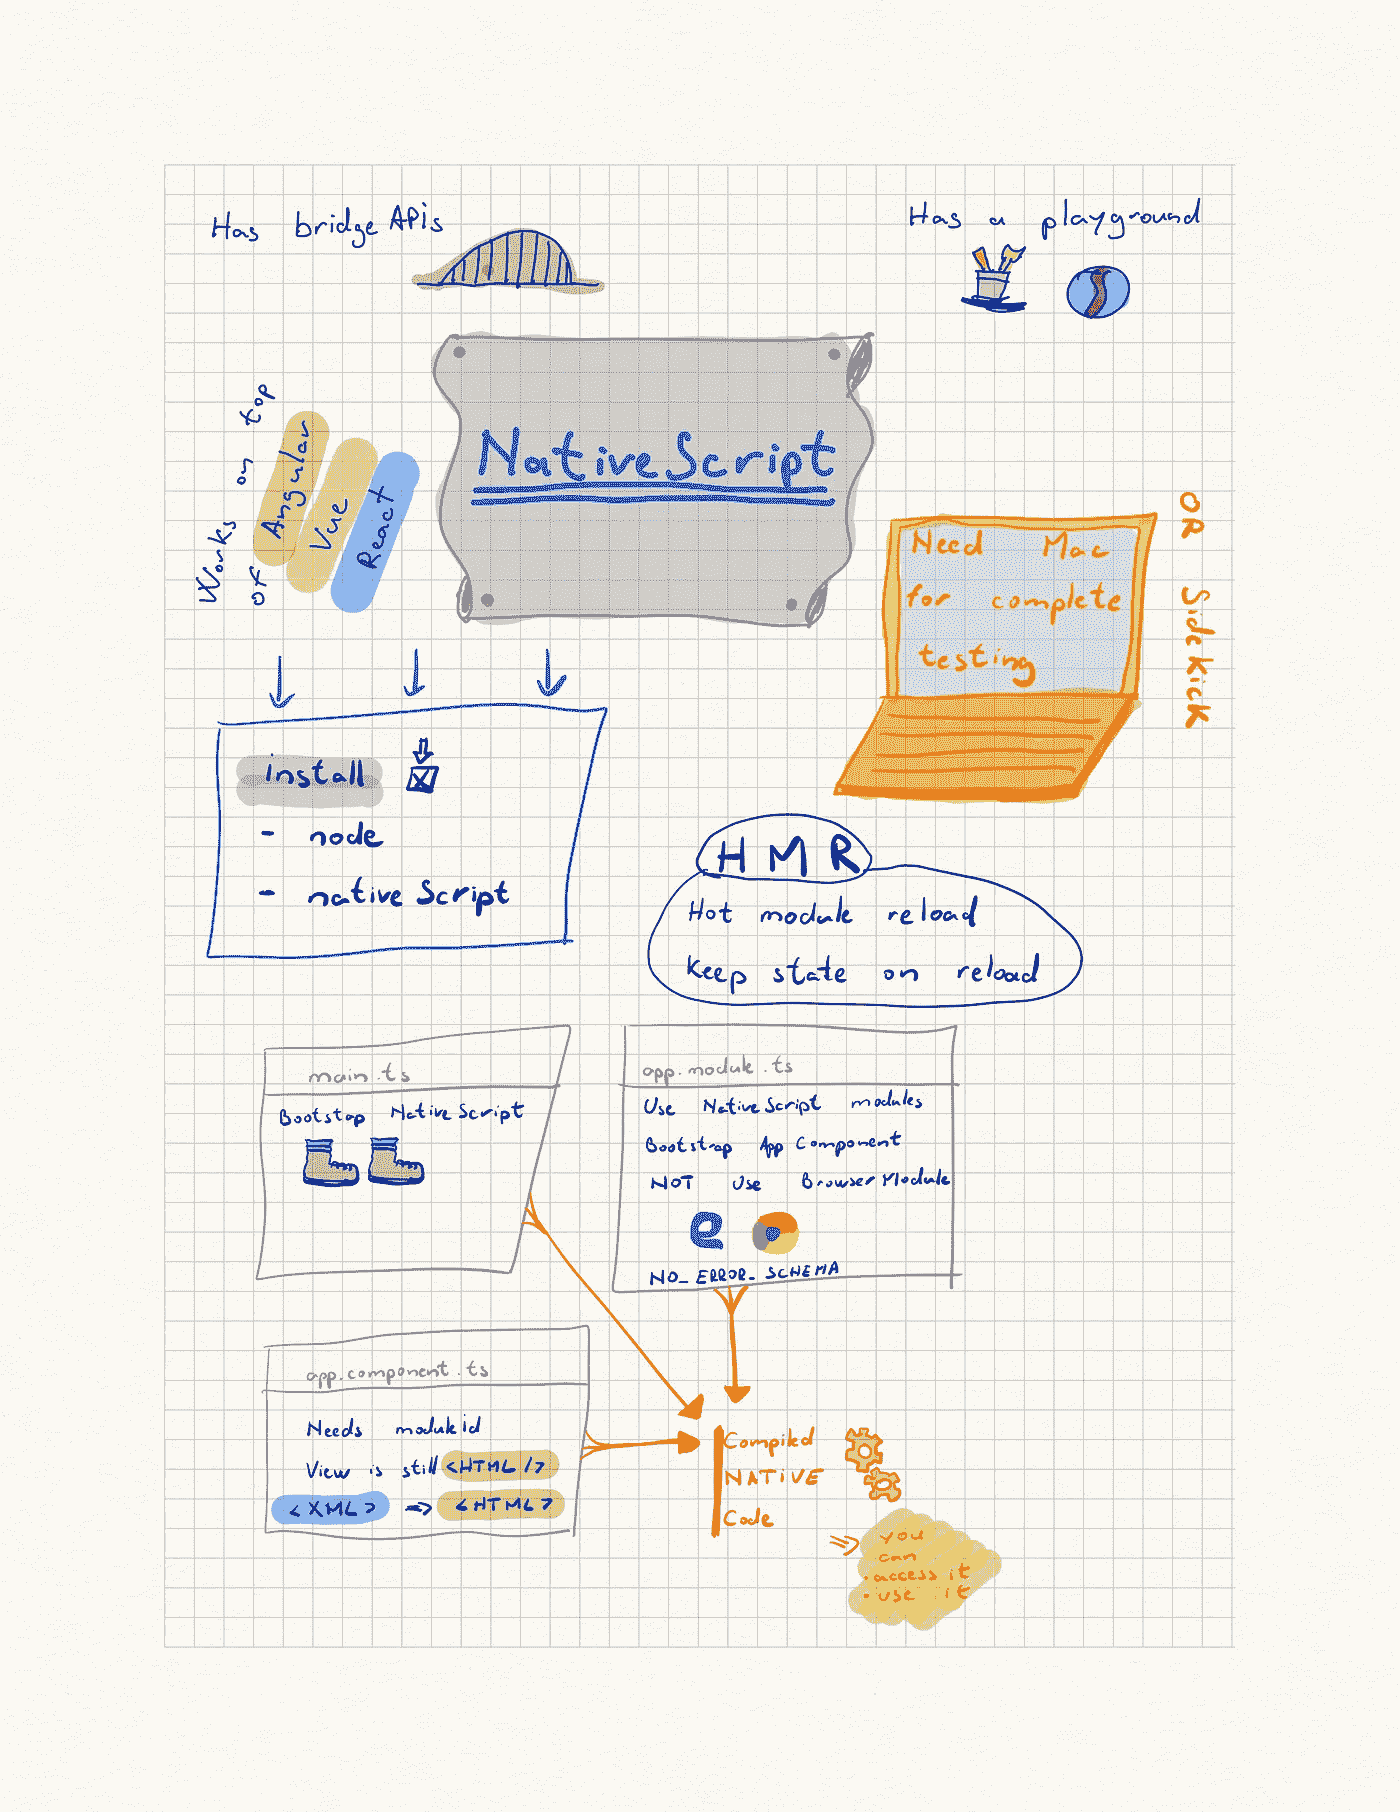 Has bridge APIs
Has a playground
Works on top
of
Angular
Vue
React
NativeScript
Need Mac
for complete
testing
OR Sidekick
install
- node
- native Script
HMR
Hot module reload
Keep state on reload
main.ts
Bootstap NativeScript
app.module.ts
Use NativeScript modules
Bootstrap App Component
NOT Use BrowserModule
NO_ERROR_SCHEMA
app.component.ts
Needs moduleid
View is still <HTML />
<XML> => <HTML>
Compiled
NATIVE
Code
=> you
can
• access it
• use it